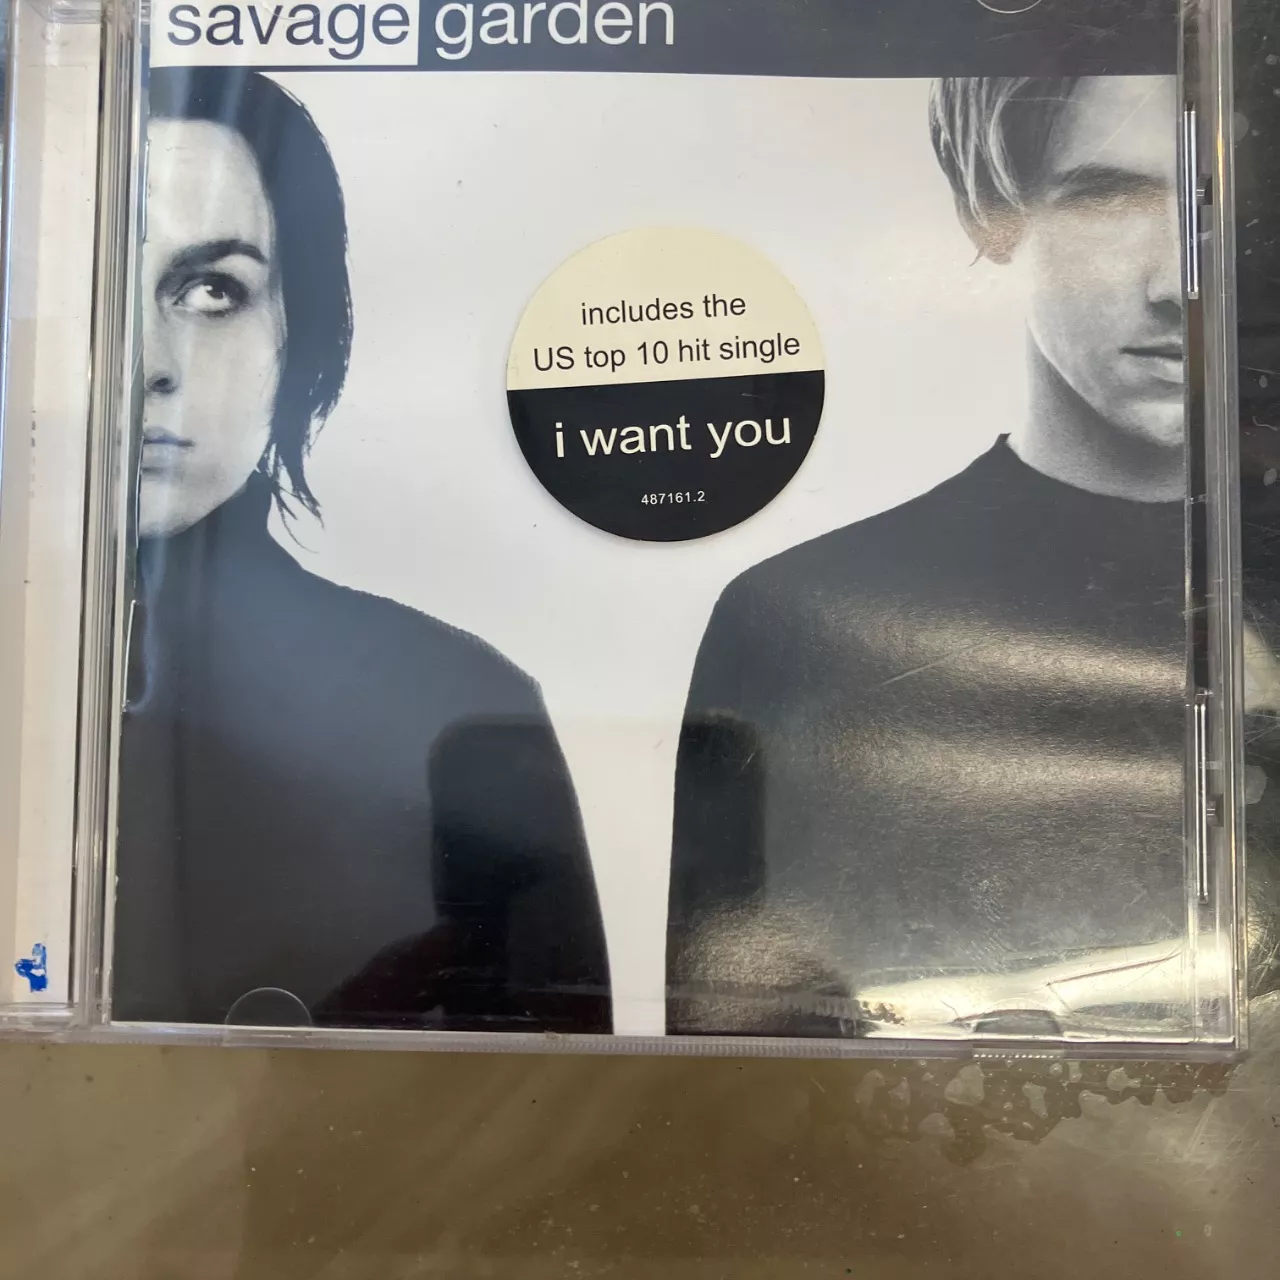 savage garden
includes the
US top 10 hit single
i want you
487161.2